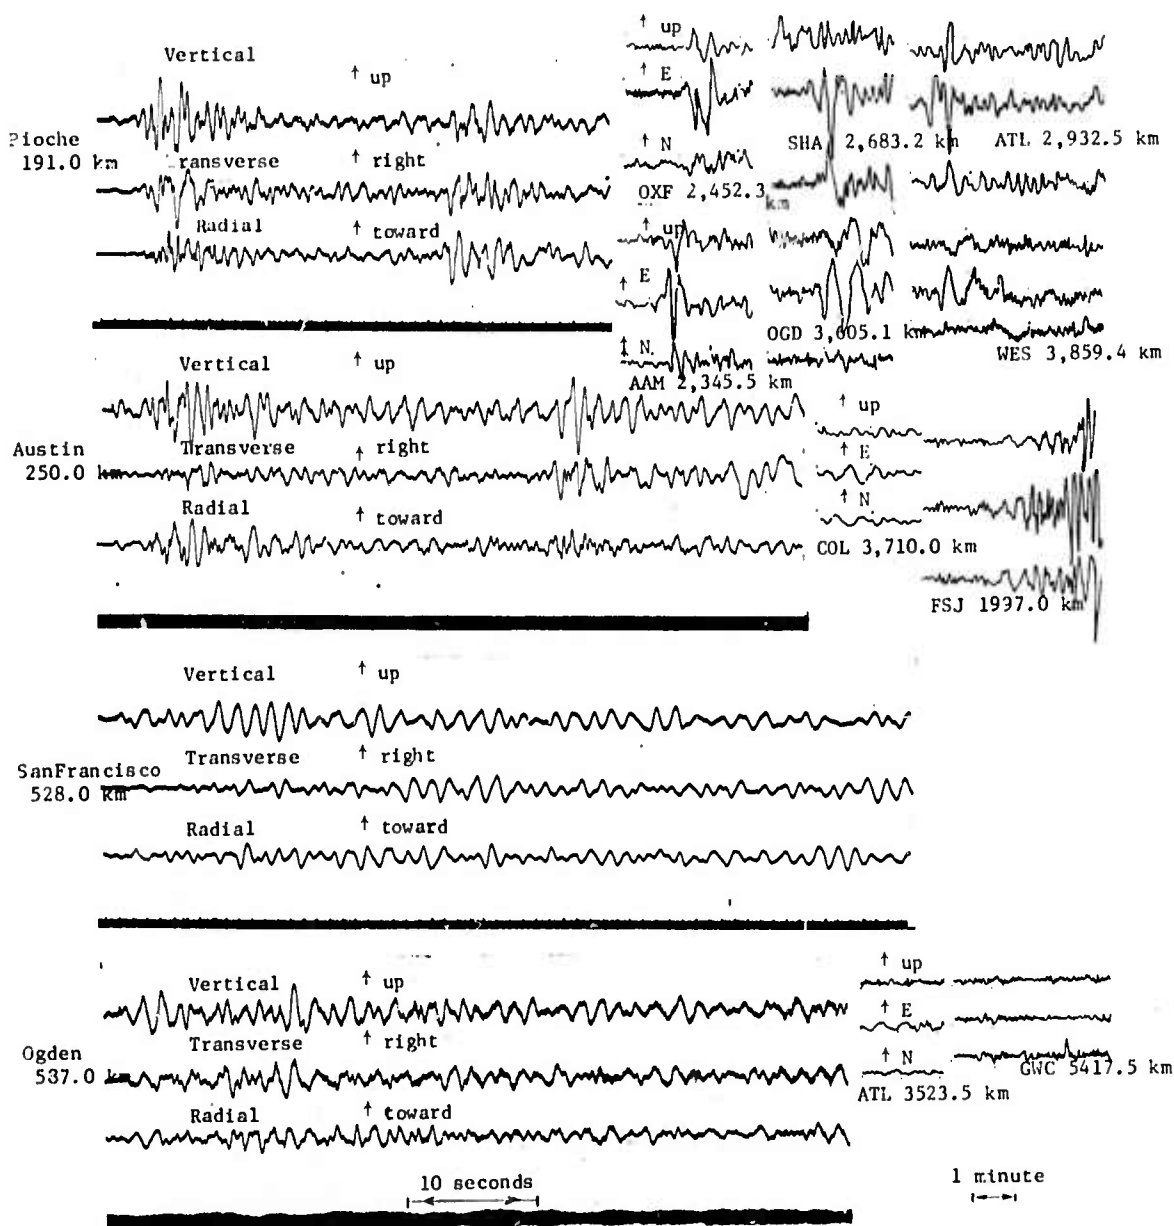 Vertical
↑ up
Pioche
191.0 km
Transverse
↑ right
Radial
↑ toward
↑ up
↑ E
↑ N
OXF 2,452.3 km
SHA 2,683.2 km
ATL 2,932.5 km
↑ up
↑ E
↑ N
AAM 2,345.5 km
OGD 3,605.1 km
WES 3,859.4 km
Vertical
↑ up
Austin
250.0 km
Transverse
↑ right
Radial
↑ toward
↑ up
↑ E
↑ N
COL 3,710.0 km
FSJ 1997.0 km
Vertical
↑ up
SanFrancisco
528.0 km
Transverse
↑ right
Radial
↑ toward
Vertical
↑ up
Ogden
537.0 km
Transverse
↑ right
Radial
↑ toward
↑ up
↑ E
↑ N
ATL 3523.5 km
GWC 5417.5 km
10 seconds
1 minute